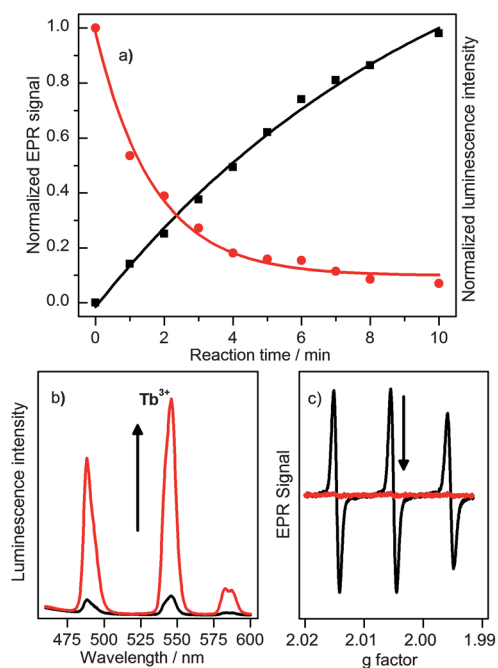 a)
Normalized EPR signal
Normalized luminescence intensity
1.0
0.8
0.6
0.4
0.2
0.0
0 2 4 6 8 10
Reaction time / min
b)
Tb³⁺
Luminescence intensity
475 500 525 550 575 600
Wavelength / nm
c)
EPR Signal
2.02 2.01 2.00 1.99
g factor